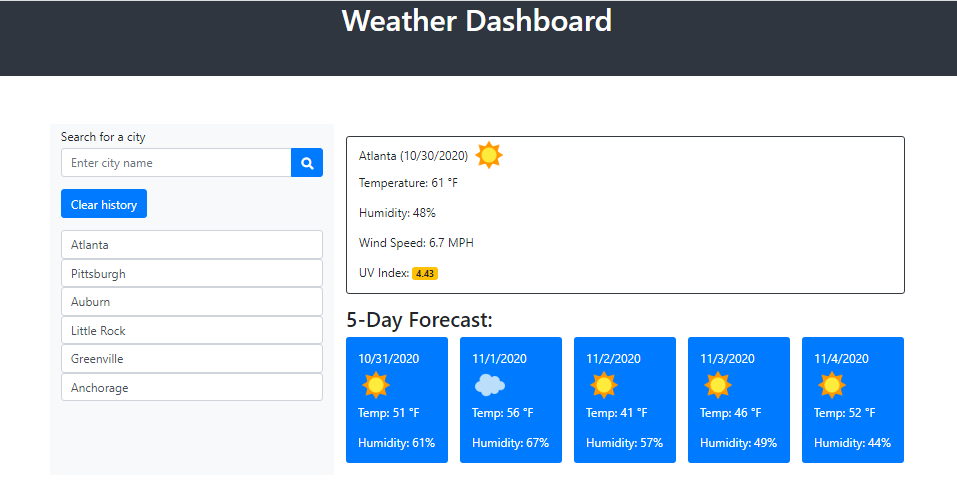 Weather Dashboard
Search for a city
Enter city name
Clear history
Atlanta
Pittsburgh
Auburn
Little Rock
Greenville
Anchorage
Atlanta (10/30/2020)
Temperature: 61 °F
Humidity: 48%
Wind Speed: 6.7 MPH
UV Index: 4.43
5-Day Forecast:
10/31/2020
Temp: 51 °F
Humidity: 61%
11/1/2020
Temp: 56 °F
Humidity: 67%
11/2/2020
Temp: 41 °F
Humidity: 57%
11/3/2020
Temp: 46 °F
Humidity: 49%
11/4/2020
Temp: 52 °F
Humidity: 44%